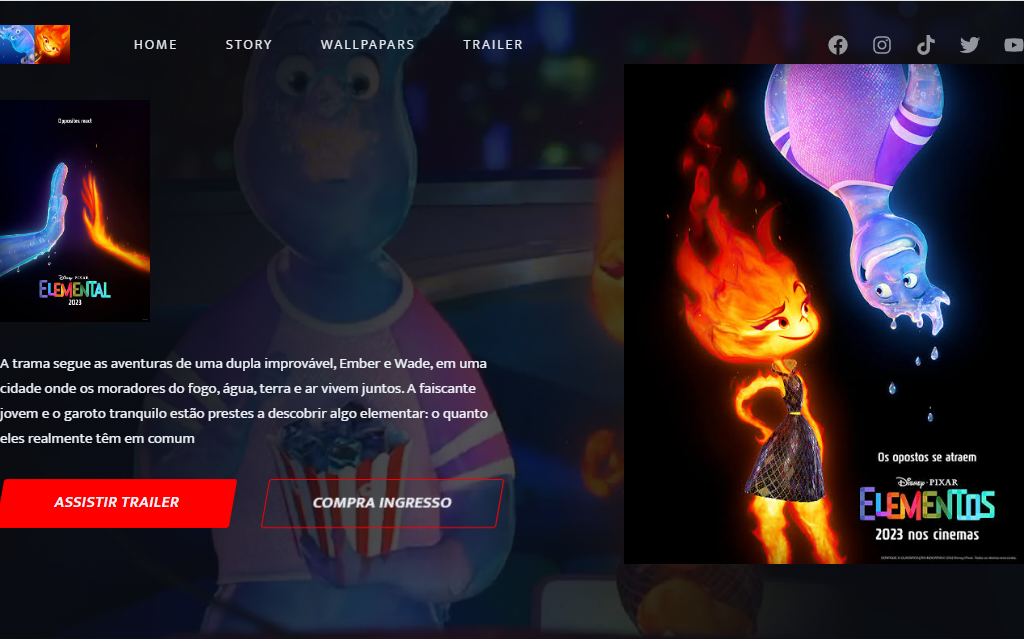 HOME
STORY
WALLPAPARS
TRAILER
Opposites react
Disney · PIXAR
ELEMENTAL
2023
A trama segue as aventuras de uma dupla improvável, Ember e Wade, em uma
cidade onde os moradores do fogo, água, terra e ar vivem juntos. A faiscante
jovem e o garoto tranquilo estão prestes a descobrir algo elementar: o quanto
eles realmente têm em comum
ASSISTIR TRAILER
COMPRA INGRESSO
Os opostos se atraem
Disney · PIXAR
ELEMENTOS
2023 nos cinemas